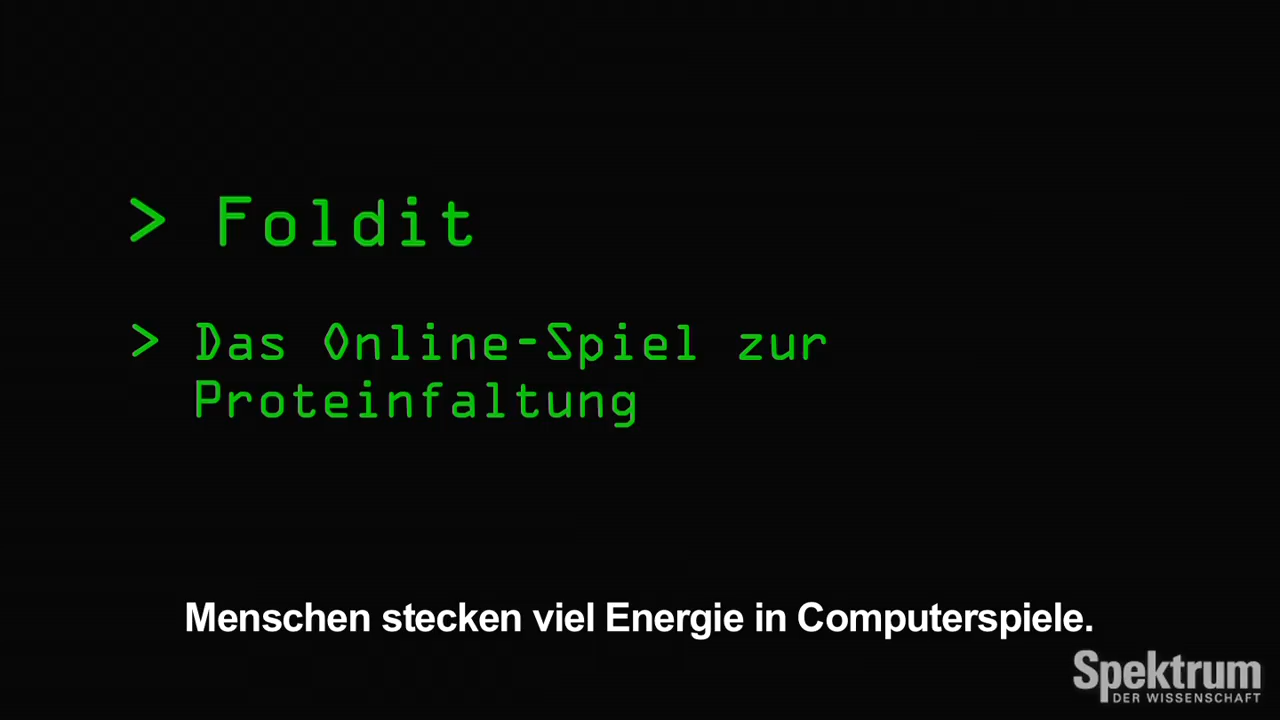 > Foldit
> Das Online-Spiel zur
Proteinfaltung
Menschen stecken viel Energie in Computerspiele.
Spektrum
DER WISSENSCHAFT